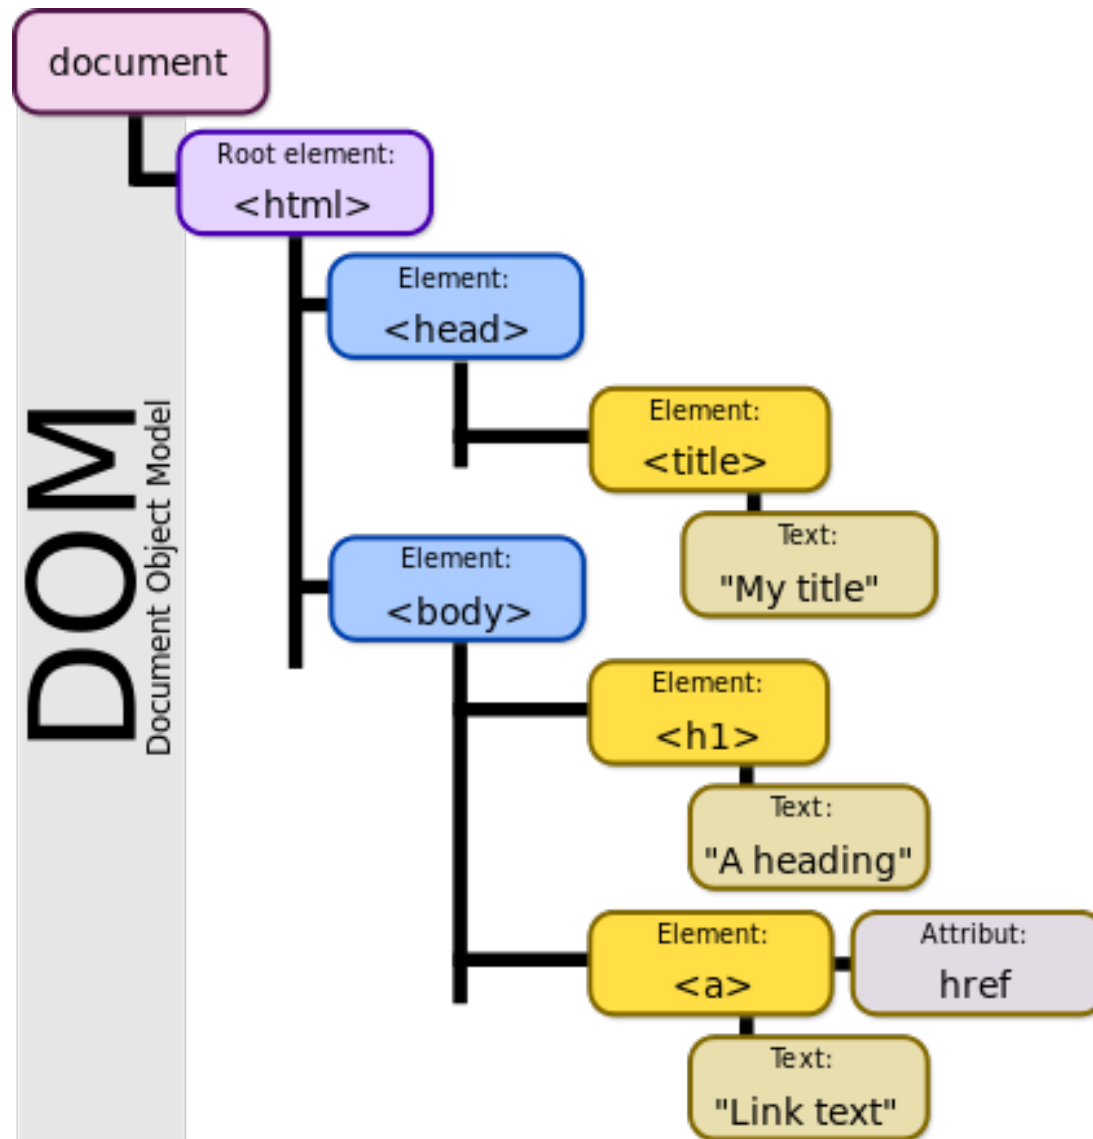 document
Root element:
<html>
Element:
<head>
Element:
<title>
Text:
"My title"
Element:
<body>
Element:
<h1>
Text:
"A heading"
Element:
<a>
Attribut:
href
Text:
"Link text"
DOM
Document Object Model